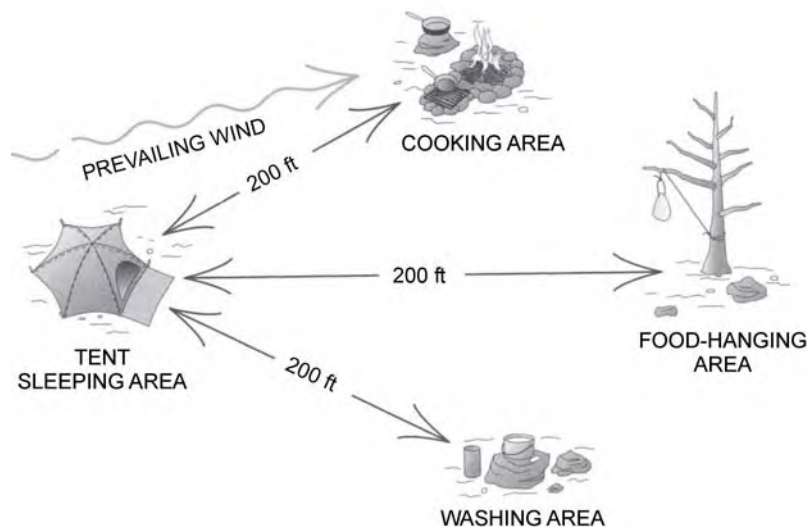 PREVAILING WIND
COOKING AREA
200 ft
200 ft
FOOD-HANGING
AREA
TENT
SLEEPING AREA
200 ft
WASHING AREA